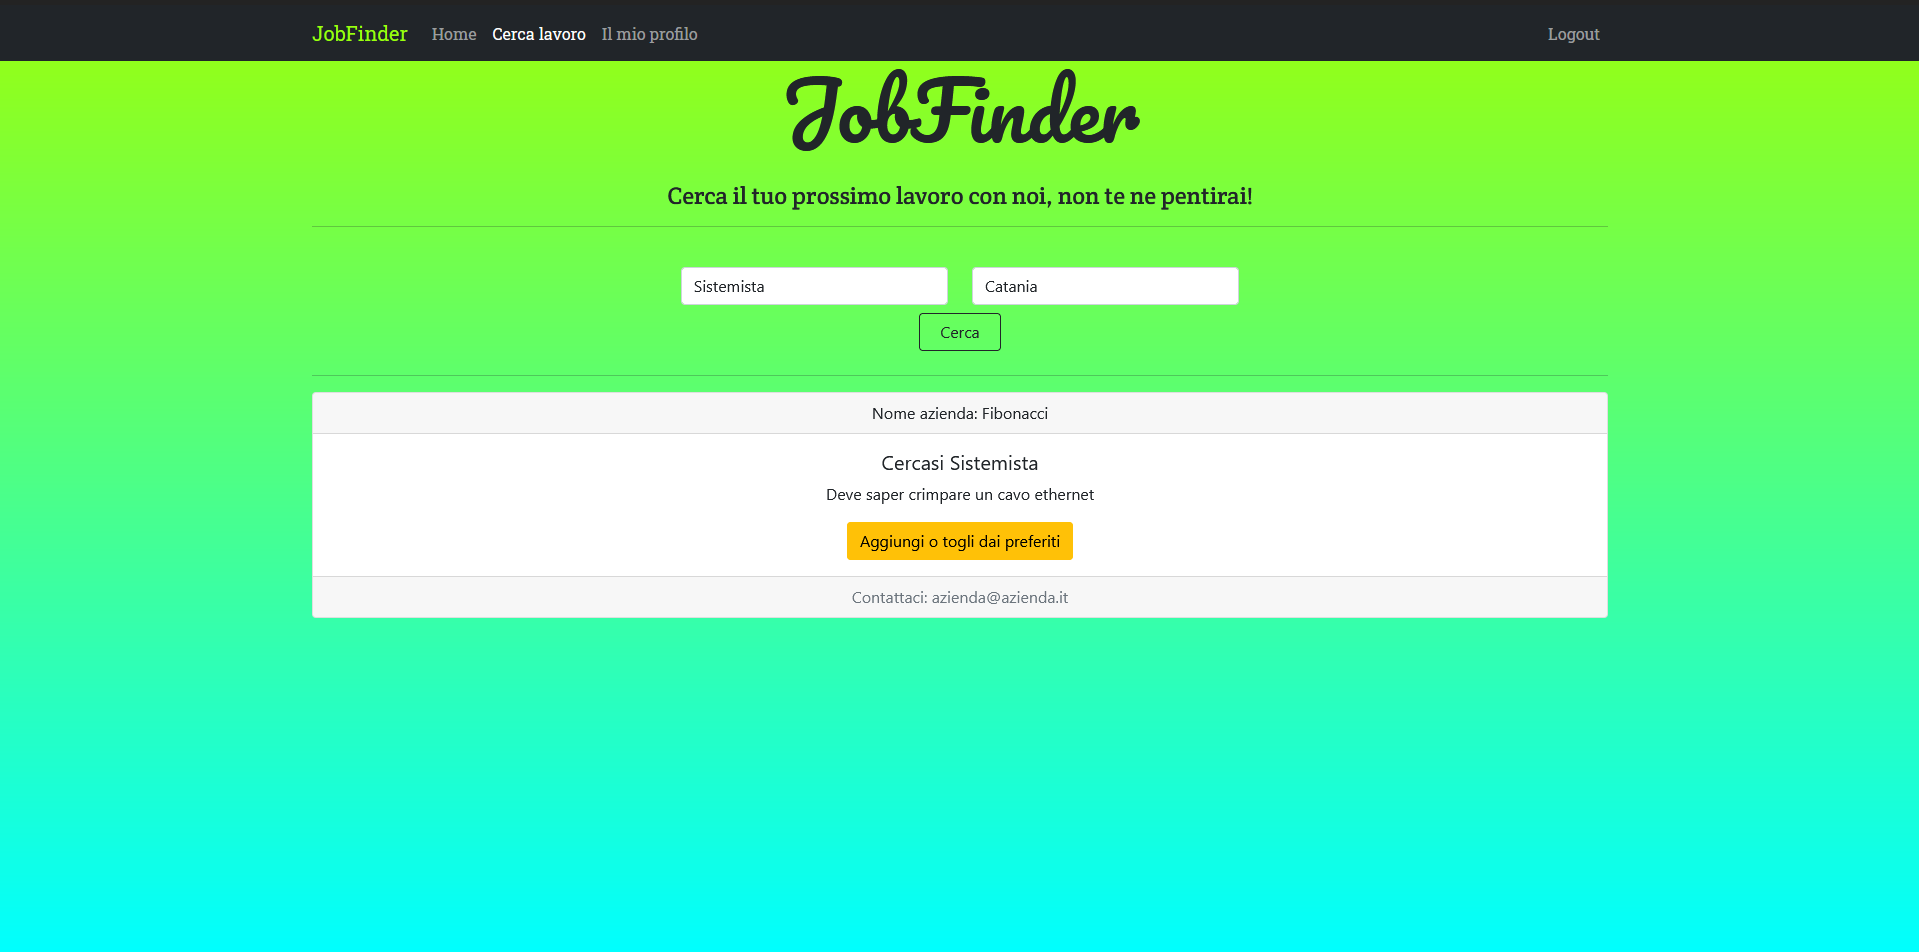 JobFinder Home Cerca lavoro Il mio profilo Logout
JobFinder
Cerca il tuo prossimo lavoro con noi, non te ne pentirai!
Sistemista Catania
Cerca
Nome azienda: Fibonacci
Cercasi Sistemista
Deve saper crimpare un cavo ethernet
Aggiungi o togli dai preferiti
Contattaci: azienda@azienda.it